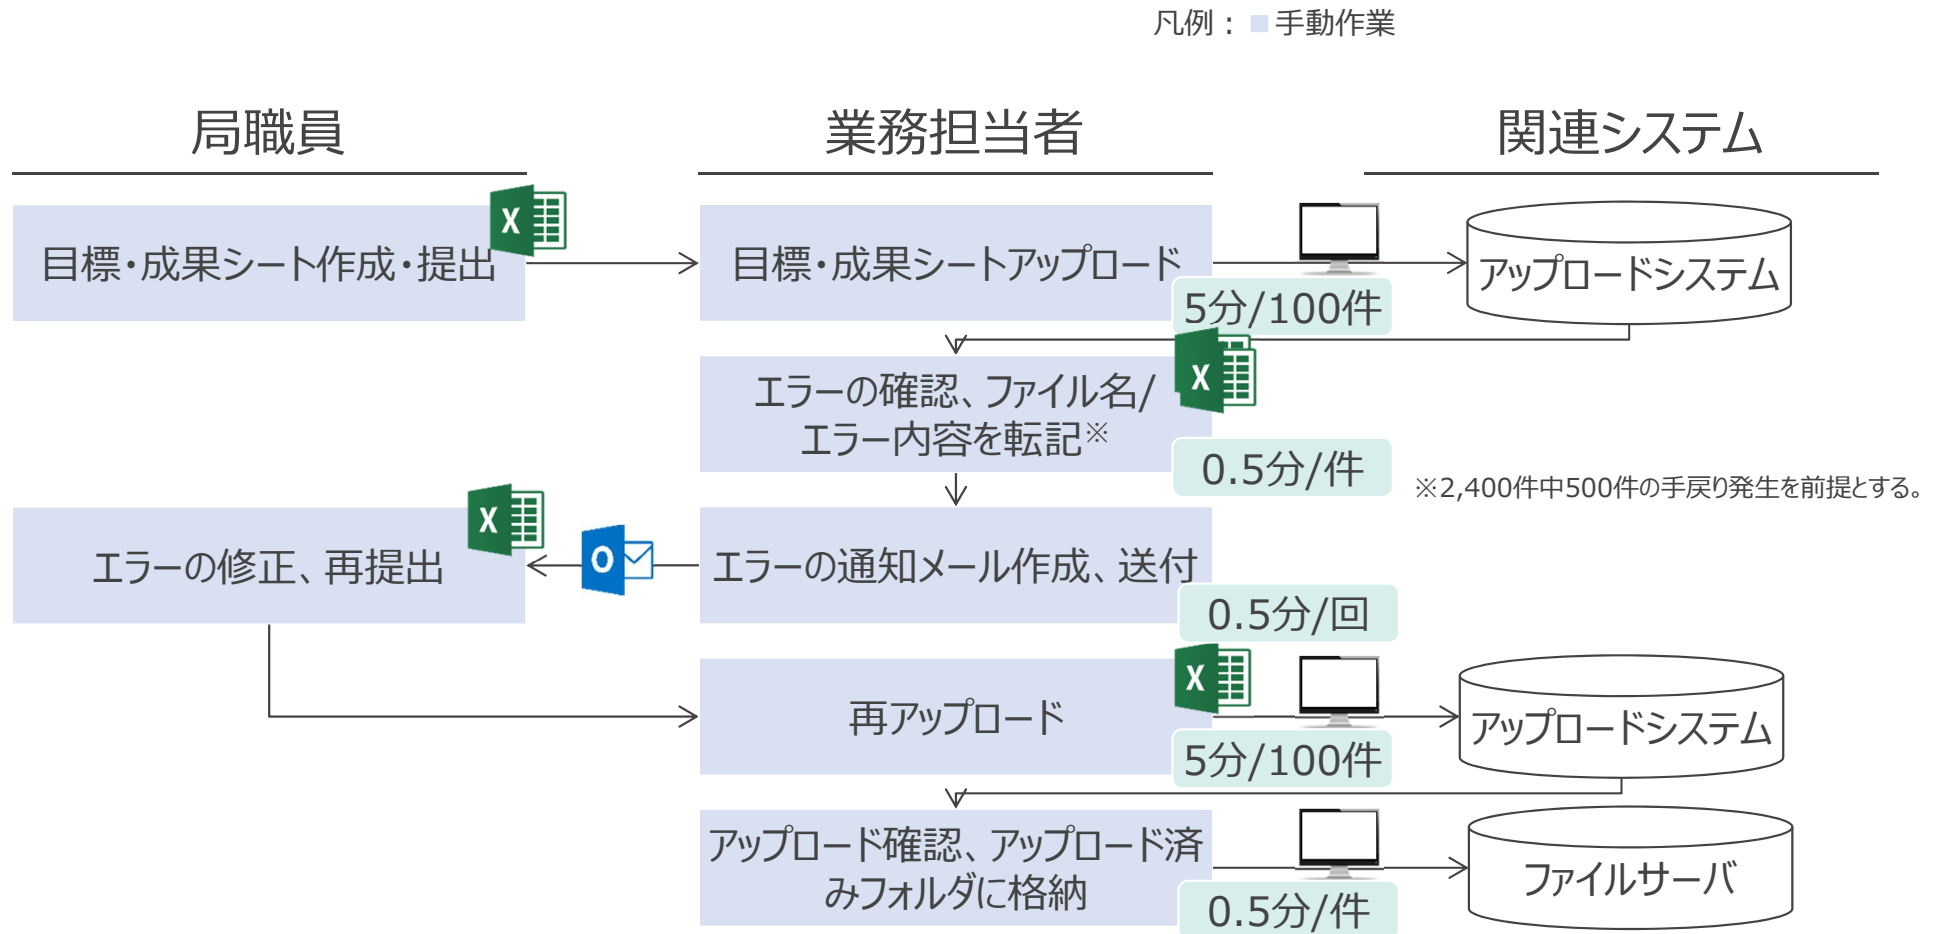 凡例：■手動作業
局職員
業務担当者
関連システム
目標・成果シート作成・提出
目標・成果シートアップロード
アップロードシステム
5分/100件
エラーの確認、ファイル名/
エラー内容を転記※
0.5分/件
※2,400件中500件の手戻り発生を前提とする。
エラーの修正、再提出
エラーの通知メール作成、送付
0.5分/回
再アップロード
アップロードシステム
5分/100件
アップロード確認、アップロード済
みフォルダに格納
ファイルサーバ
0.5分/件